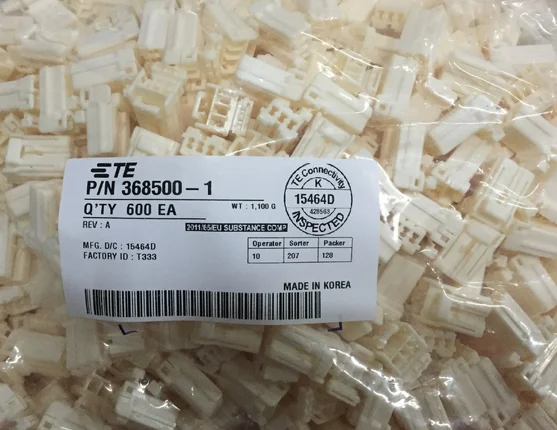 TE
P/N 368500-1
Q'TY 600 EA
WT : 1,100 G
REV : A
2011/65/EU SUBSTANCE COMP
MFG. D/C : 15464D
FACTORY ID : T333
TE Connectivity
K
15464D
428563
INSPECTED
Operator Sorter Packer
10 207 128
MADE IN KOREA